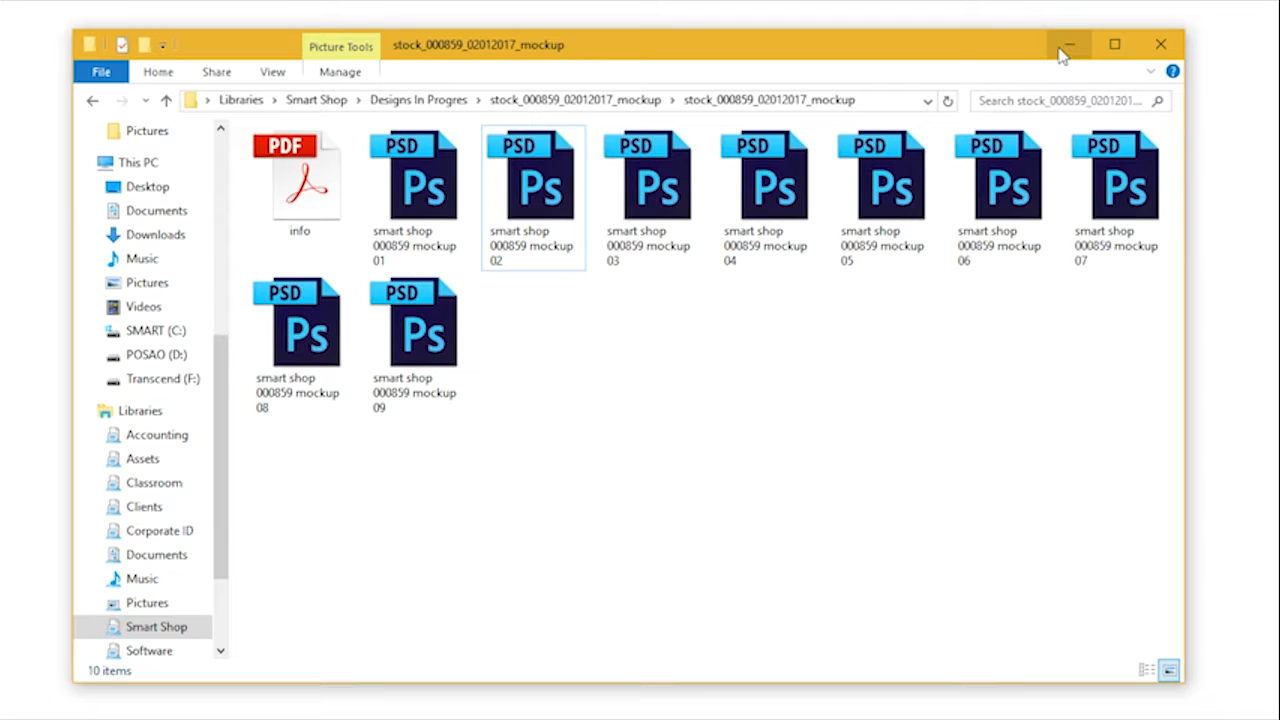 Picture Tools stock_000859_02012017_mockup
File Home Share View Manage
Libraries Smart Shop Designs In Progres stock_000859_02012017_mockup stock_000859_02012017_mockup Search stock_000859_0201201...
Pictures
This PC
Desktop
Documents
Downloads
Music
Pictures
Videos
SMART (C:)
POSAO (D:)
Transcend (F:)
Libraries
Accounting
Assets
Classroom
Clients
Corporate ID
Documents
Music
Pictures
Smart Shop
Software
PDF
info
PSD
Ps
smart shop
000859 mockup
01
PSD
Ps
smart shop
000859 mockup
02
PSD
Ps
smart shop
000859 mockup
03
PSD
Ps
smart shop
000859 mockup
04
PSD
Ps
smart shop
000859 mockup
05
PSD
Ps
smart shop
000859 mockup
06
PSD
Ps
smart shop
000859 mockup
07
PSD
Ps
smart shop
000859 mockup
08
PSD
Ps
smart shop
000859 mockup
09
10 items